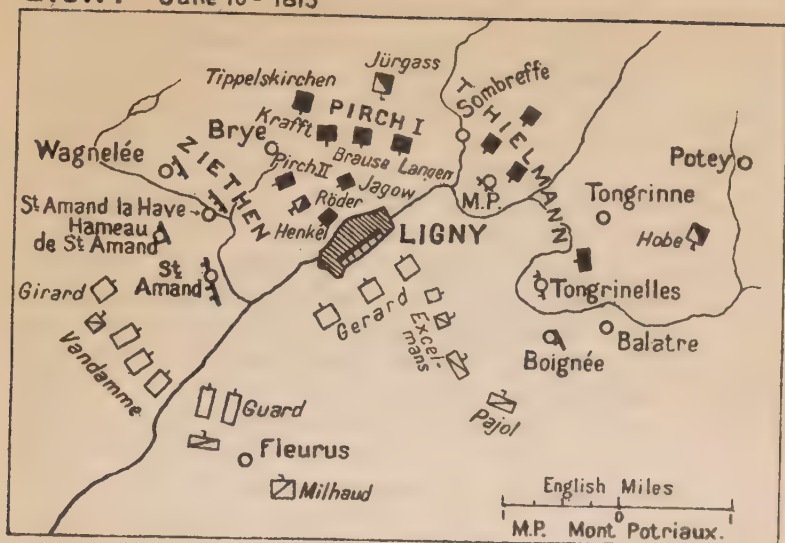 June 16 - 1815
Jürgass
Tippelskirchen
PIRCH I
THIELMANN
Sombreffe
Krafft
Brye
Brause
Langen
Wagnelée
ZIETHEN
Pirch II
Jagow
Potey
St Amand la Haye
Röder
M.P.
Tongrinne
Hameau
de St Amand
Henkel
LIGNY
Hobe
St
Amand
Girard
Tongrinelles
Gerard
Excel-
mans
Vandamme
Boignée
Balatre
Pajol
Guard
Fleurus
Milhaud
English Miles
1 0 1
M.P. Mont Potriaux.